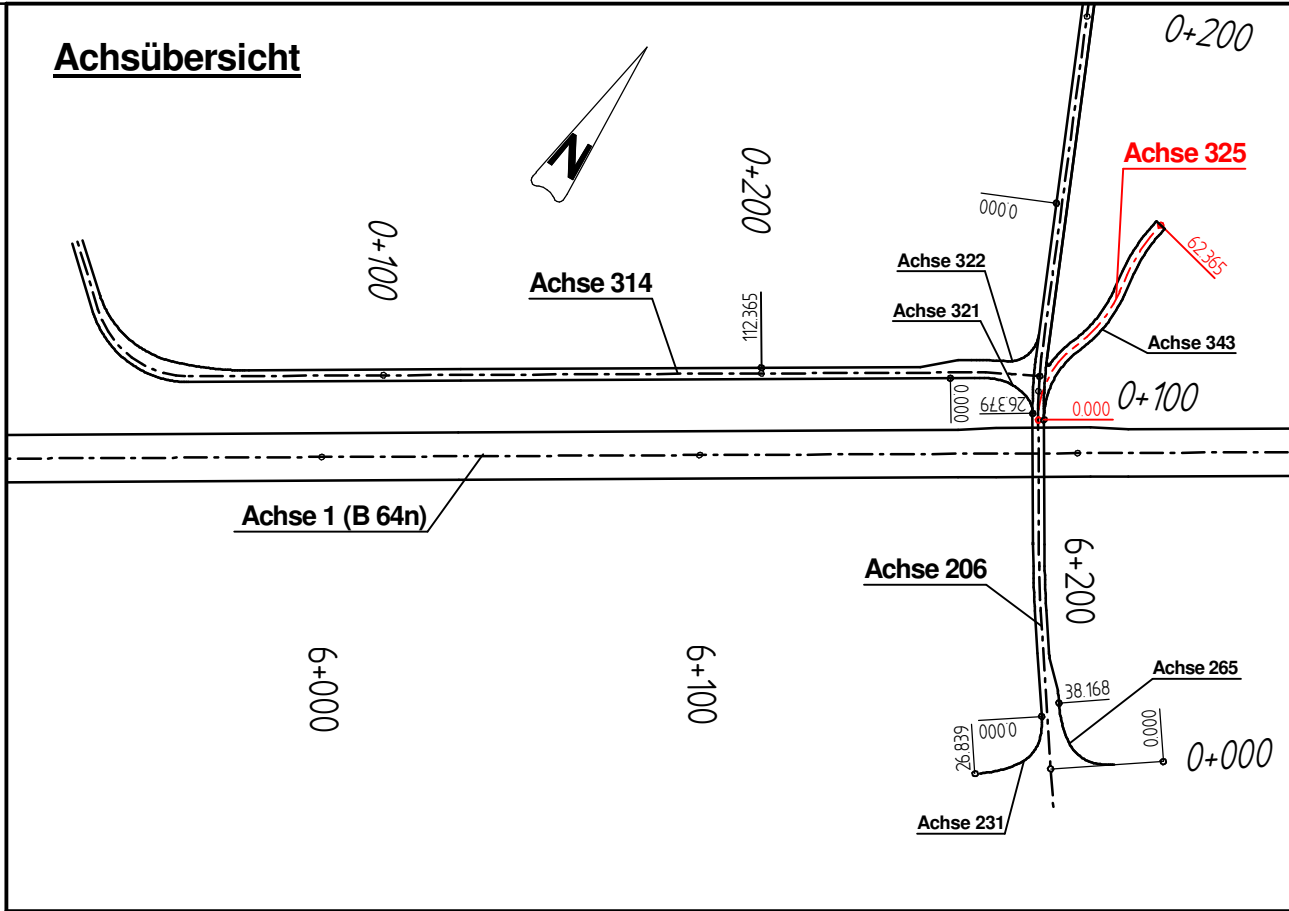 Achsübersicht
0+200
N
Achse 325
0+200
0.000
62.365
0+100
Achse 322
Achse 314
Achse 321
112.365
Achse 343
0.000
26.379
0.000
0+100
Achse 1 (B 64n)
6+200
Achse 206
6+000
6+100
Achse 265
38.168
26.839
0.000
0.000
0+000
Achse 231